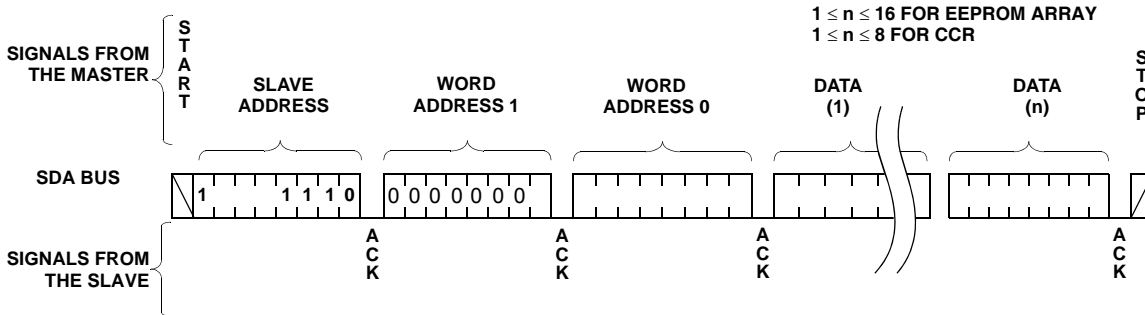 1 ≤ n ≤ 16 FOR EEPROM ARRAY
1 ≤ n ≤ 8 FOR CCR
SIGNALS FROM
THE MASTER
START
SLAVE
ADDRESS
WORD
ADDRESS 1
WORD
ADDRESS 0
DATA
(1)
DATA
(n)
STOP
SDA BUS
1 1 1 1 0
0 0 0 0 0 0 0
SIGNALS FROM
THE SLAVE
ACK
ACK
ACK
ACK